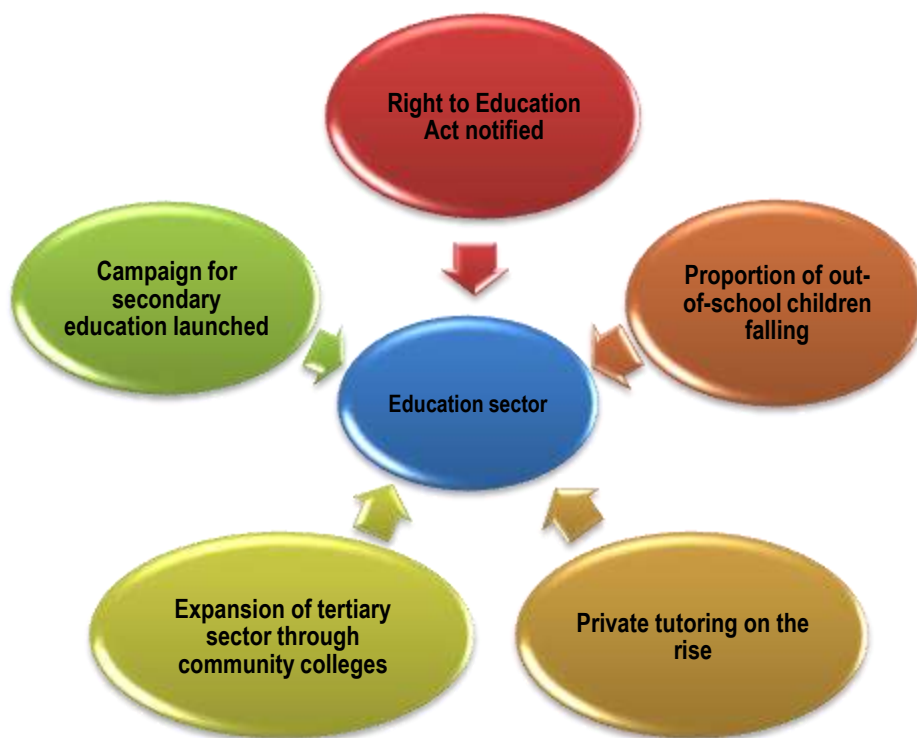 Right to Education
Act notified
Campaign for
secondary
education launched
Proportion of out-
of-school children
falling
Education sector
Expansion of tertiary
sector through
community colleges
Private tutoring on the
rise